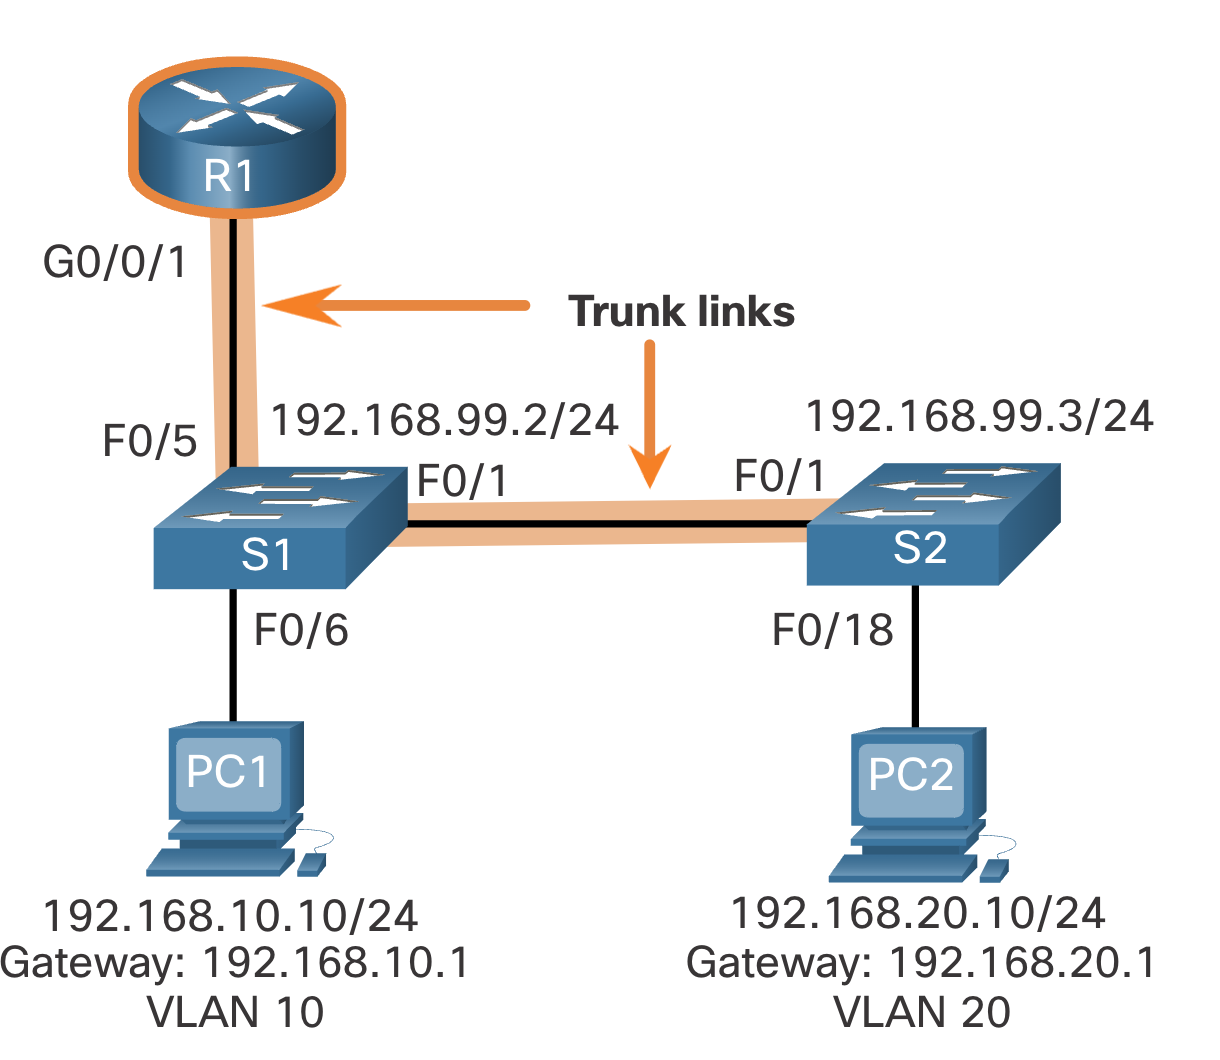 R1
G0/0/1
Trunk links
192.168.99.2/24
192.168.99.3/24
F0/5
F0/1
F0/1
S1
S2
F0/6
F0/18
PC1
PC2
192.168.10.10/24
Gateway: 192.168.10.1
VLAN 10
192.168.20.10/24
Gateway: 192.168.20.1
VLAN 20